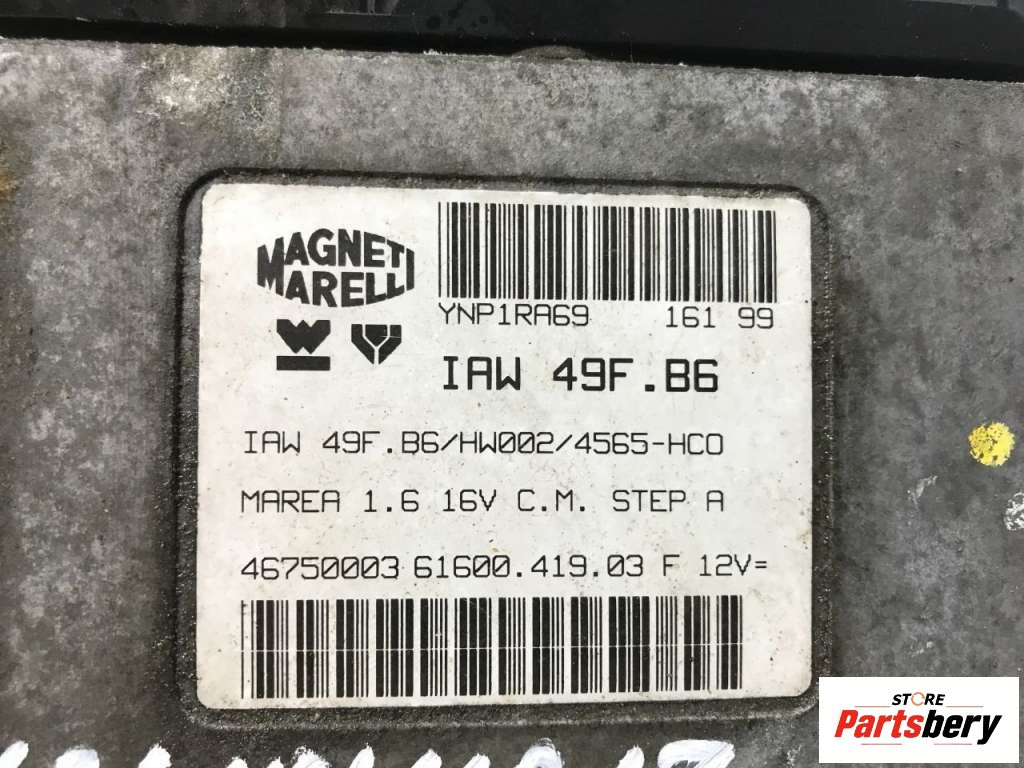 MAGNETI
MARELLI
YNP1RA69 161 99
IAW 49F.B6
IAW 49F.B6/HW002/4565-HCO
MAREA 1.6 16V C.M. STEP A
46750003 61600.419.03 F 12V=
STORE
Partsbery